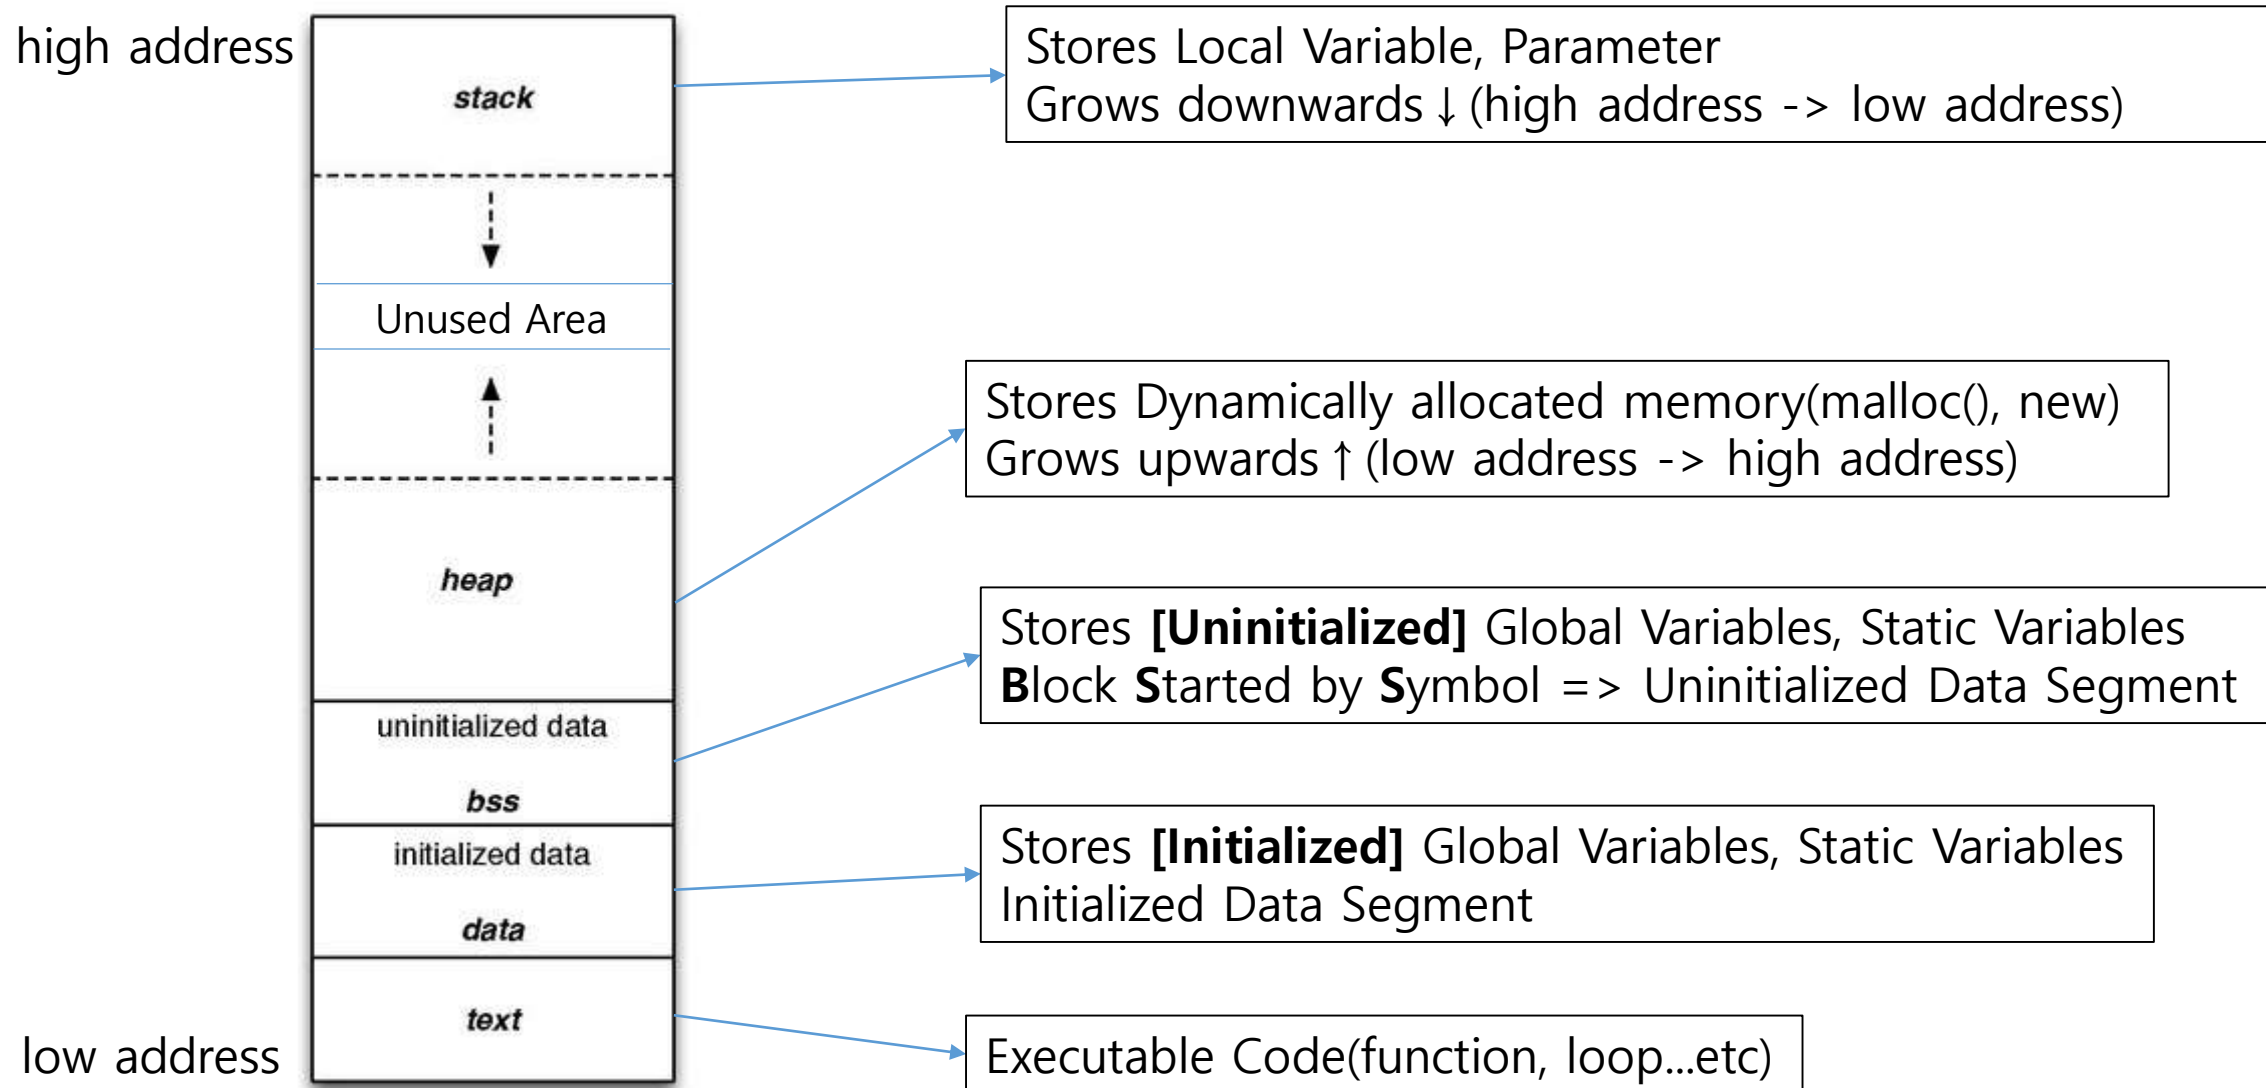 high address
stack
Stores Local Variable, Parameter
Grows downwards ↓ (high address -> low address)
Unused Area
Stores Dynamically allocated memory(malloc(), new)
Grows upwards ↑ (low address -> high address)
heap
Stores [Uninitialized] Global Variables, Static Variables
Block Started by Symbol => Uninitialized Data Segment
uninitialized data
bss
Stores [Initialized] Global Variables, Static Variables
Initialized Data Segment
initialized data
data
text
low address
Executable Code(function, loop...etc)